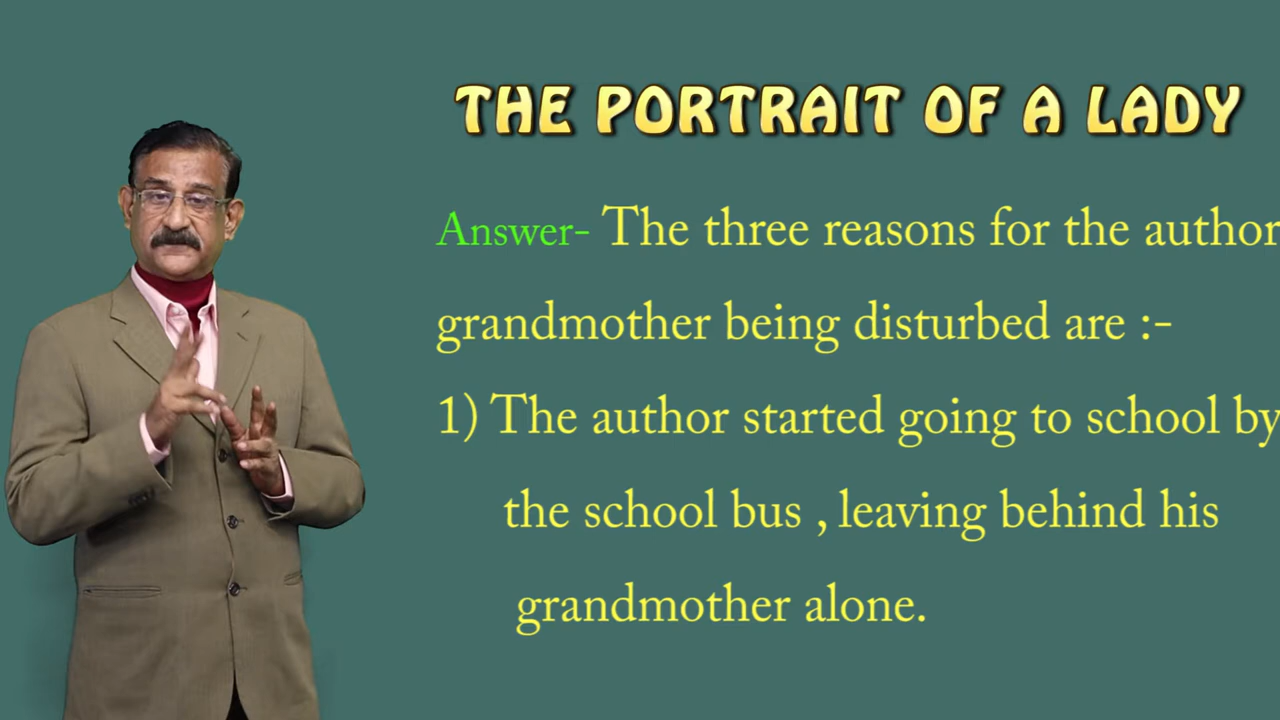 THE PORTRAIT OF A LADY
Answer- The three reasons for the author
grandmother being disturbed are :-
1) The author started going to school by
the school bus , leaving behind his
grandmother alone.